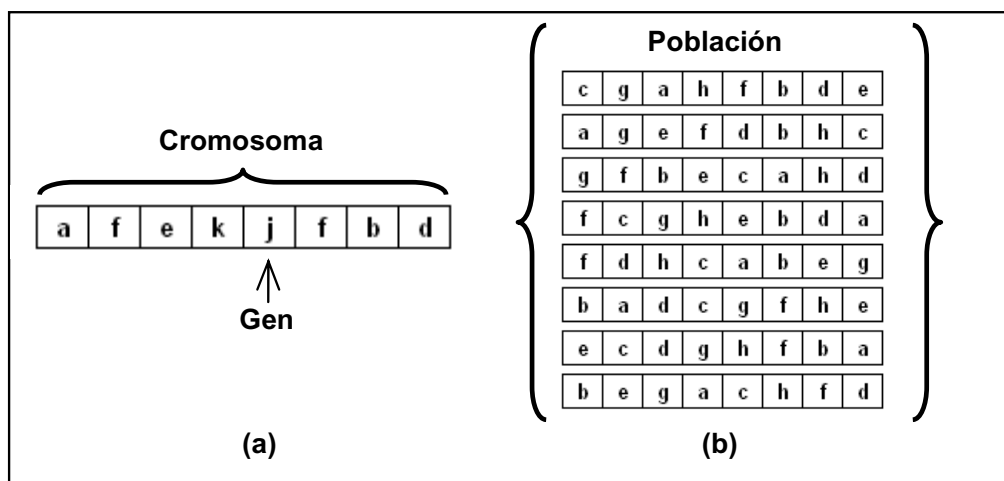 Cromosoma
a f e k j f b d
Gen
(a)
Población
c g a h f b d e
a g e f d b h c
g f b e c a h d
f c g h e b d a
f d h c a b e g
b a d c g f h e
e c d g h f b a
b e g a c h f d
(b)